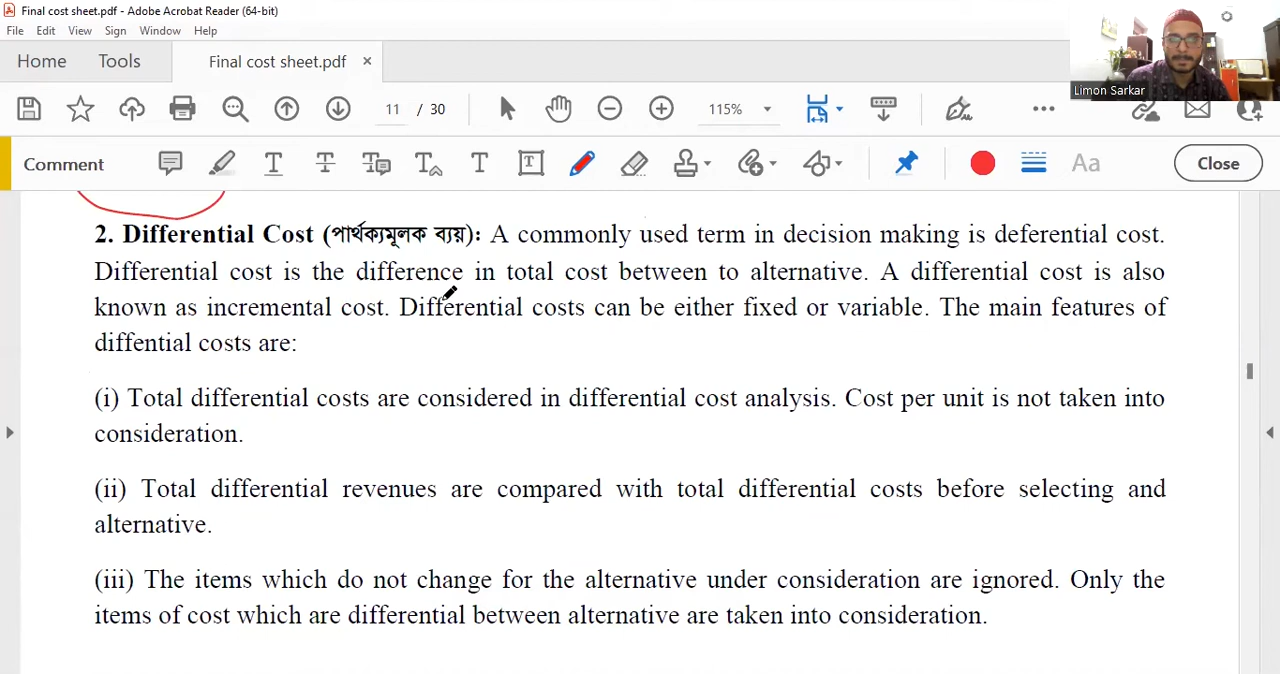 Final cost sheet.pdf - Adobe Acrobat Reader (64-bit)
File Edit View Sign Window Help
Home Tools Final cost sheet.pdf ×
11 / 30 115%
Limon Sarkar
Comment T T T T T T Aa Close
2. Differential Cost (পার্থক্যমূলক ব্যয়): A commonly used term in decision making is deferential cost.
Differential cost is the difference in total cost between to alternative. A differential cost is also
known as incremental cost. Differential costs can be either fixed or variable. The main features of
diffential costs are:
(i) Total differential costs are considered in differential cost analysis. Cost per unit is not taken into
consideration.
(ii) Total differential revenues are compared with total differential costs before selecting and
alternative.
(iii) The items which do not change for the alternative under consideration are ignored. Only the
items of cost which are differential between alternative are taken into consideration.